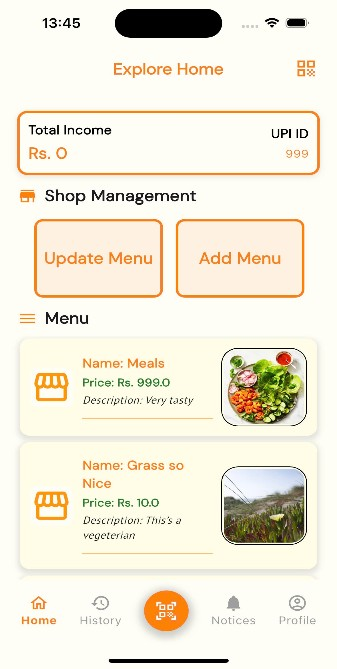 13:45
Explore Home
Total Income
UPI ID
Rs. 0
999
Shop Management
Update Menu
Add Menu
Menu
Name: Meals
Price: Rs. 999.0
Description: Very tasty
Name: Grass so
Nice
Price: Rs. 10.0
Description: This's a
vegeterian
Home
History
Notices
Profile